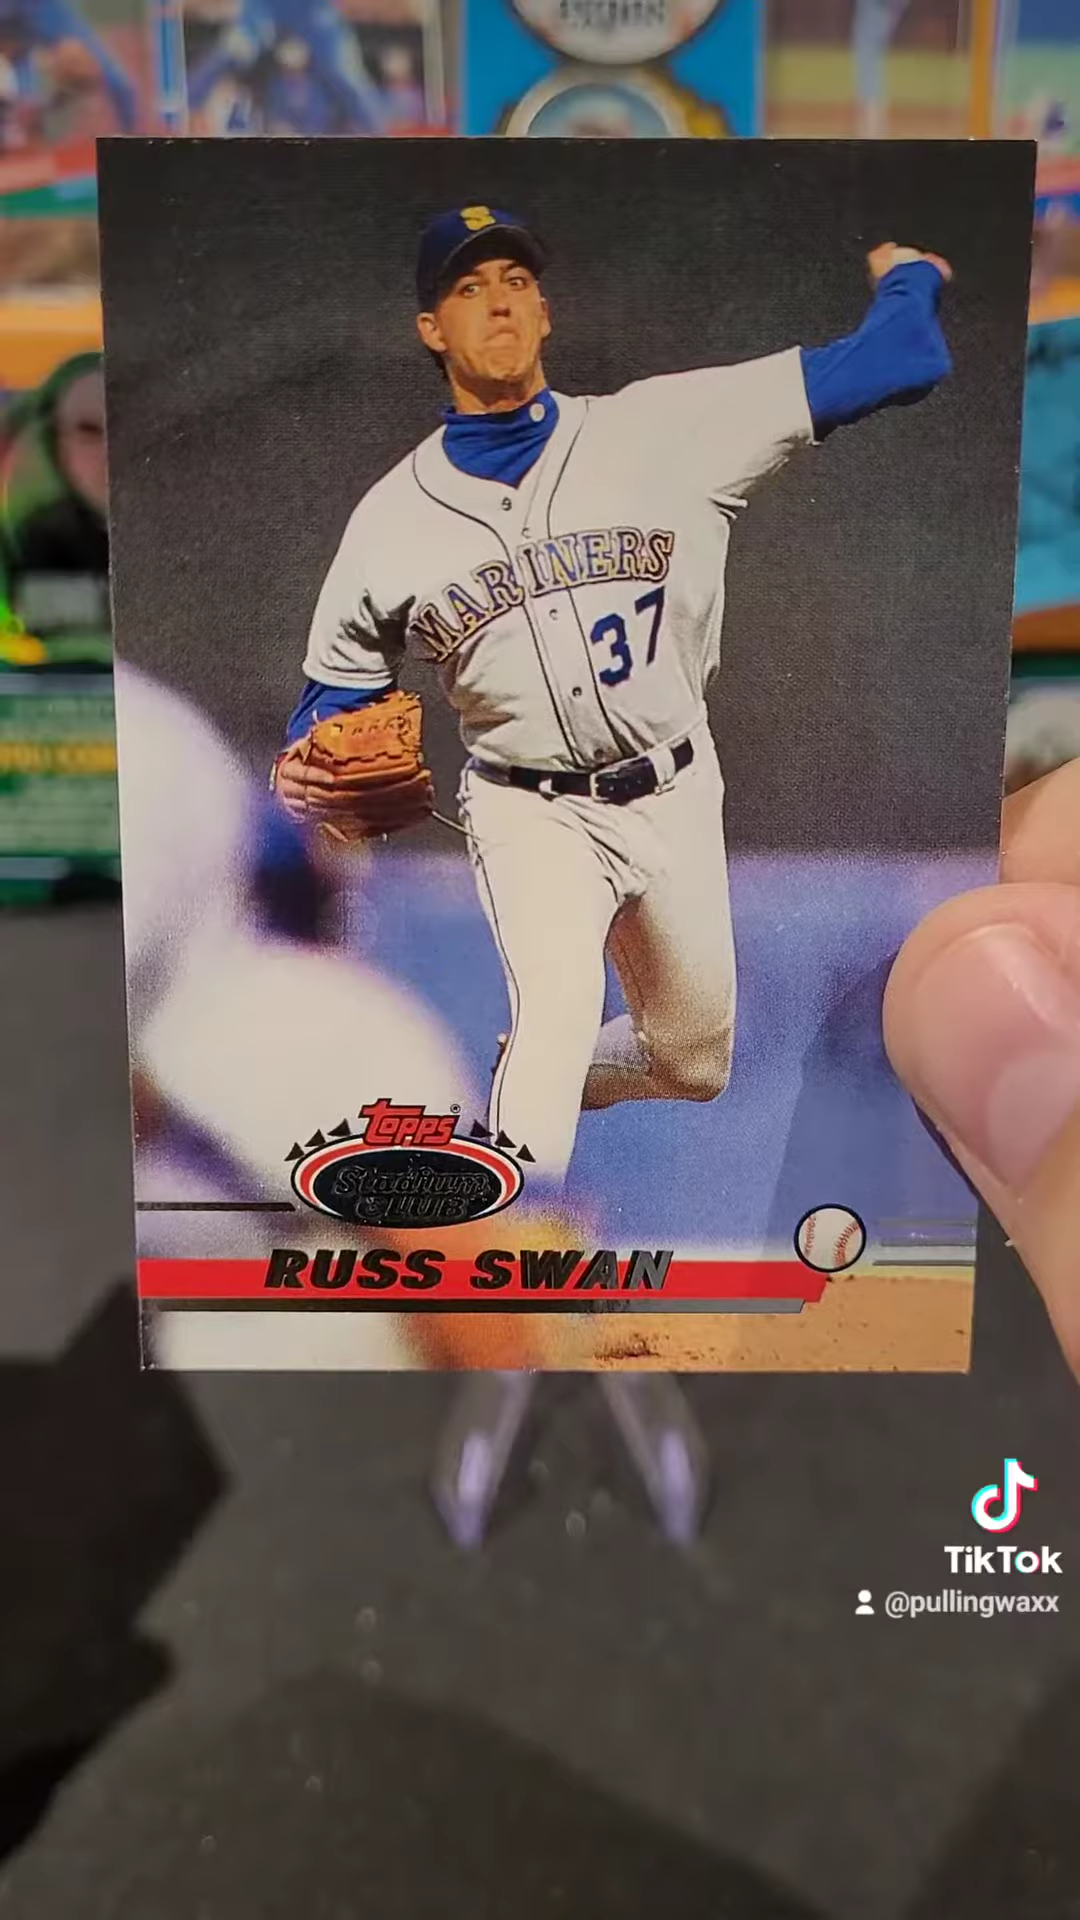 S
MARINERS
37
Topps®
Stadium
CLUB
RUSS SWAN
TikTok
@pullingwaxx